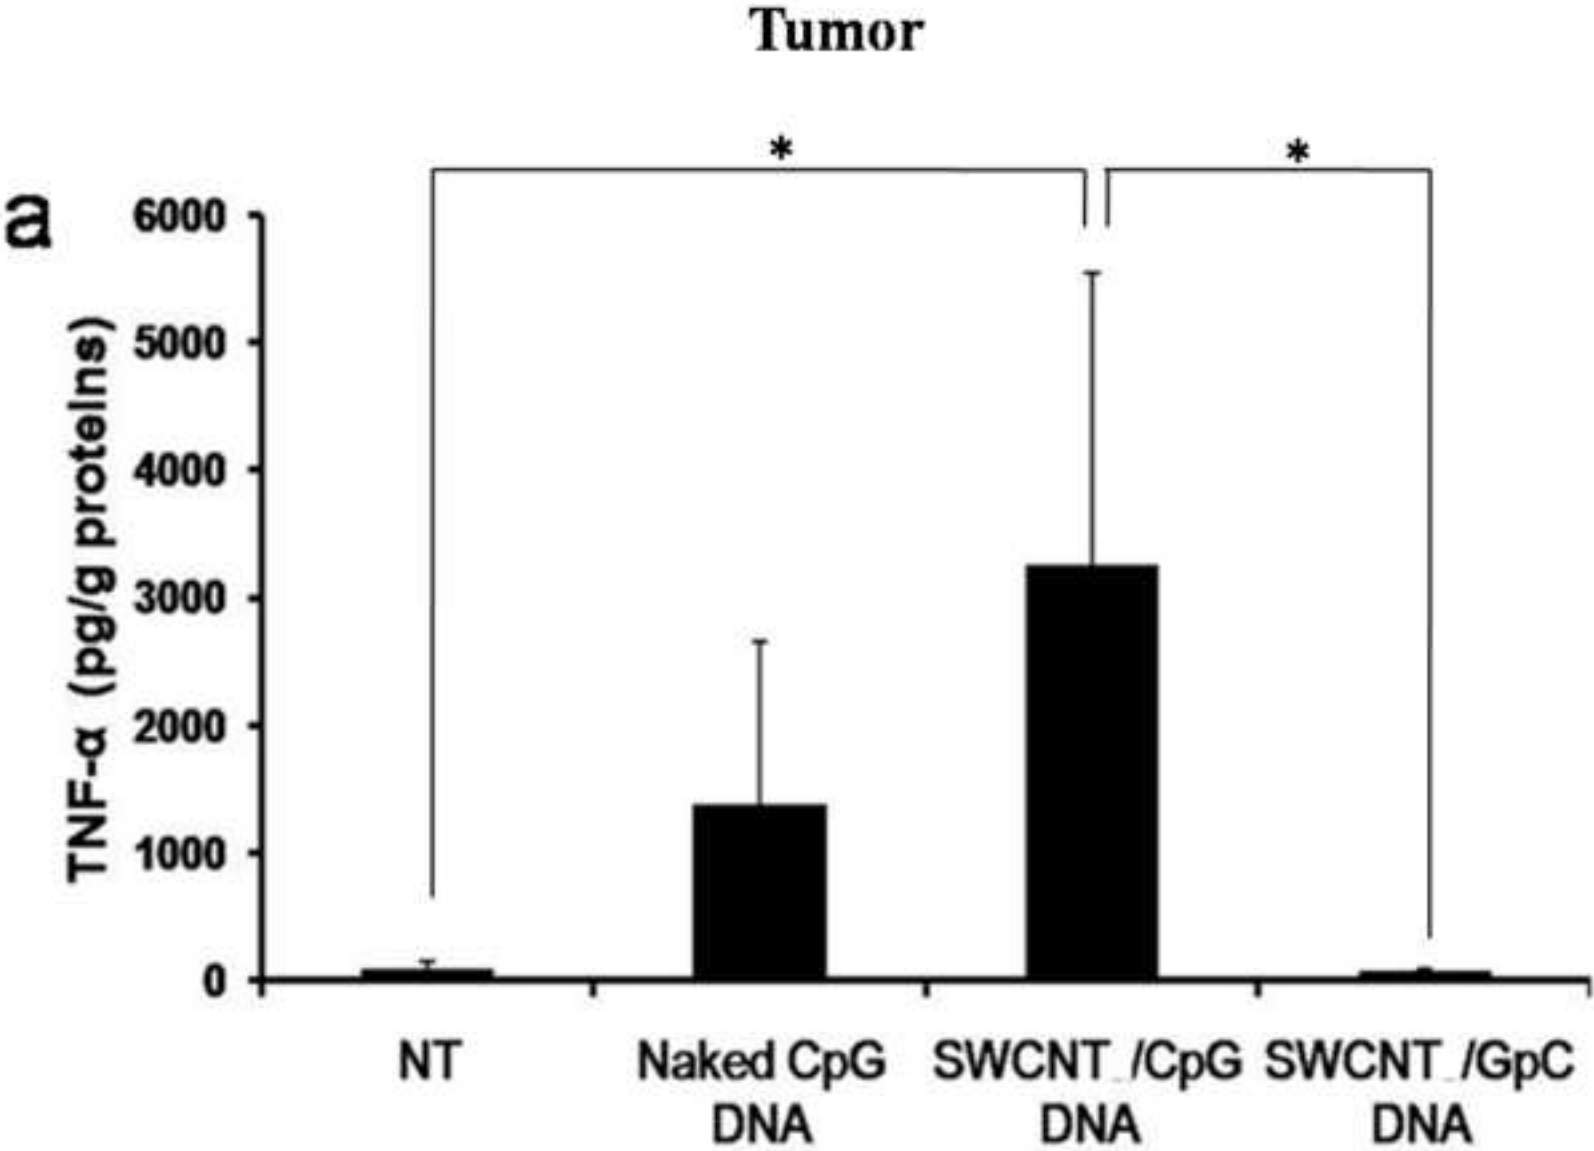 Tumor
* *
a
6000
5000
4000
3000
2000
1000
0
TNF-α (pg/g proteins)
NT Naked CpG DNA SWCNT /CpG DNA SWCNT /GpC DNA